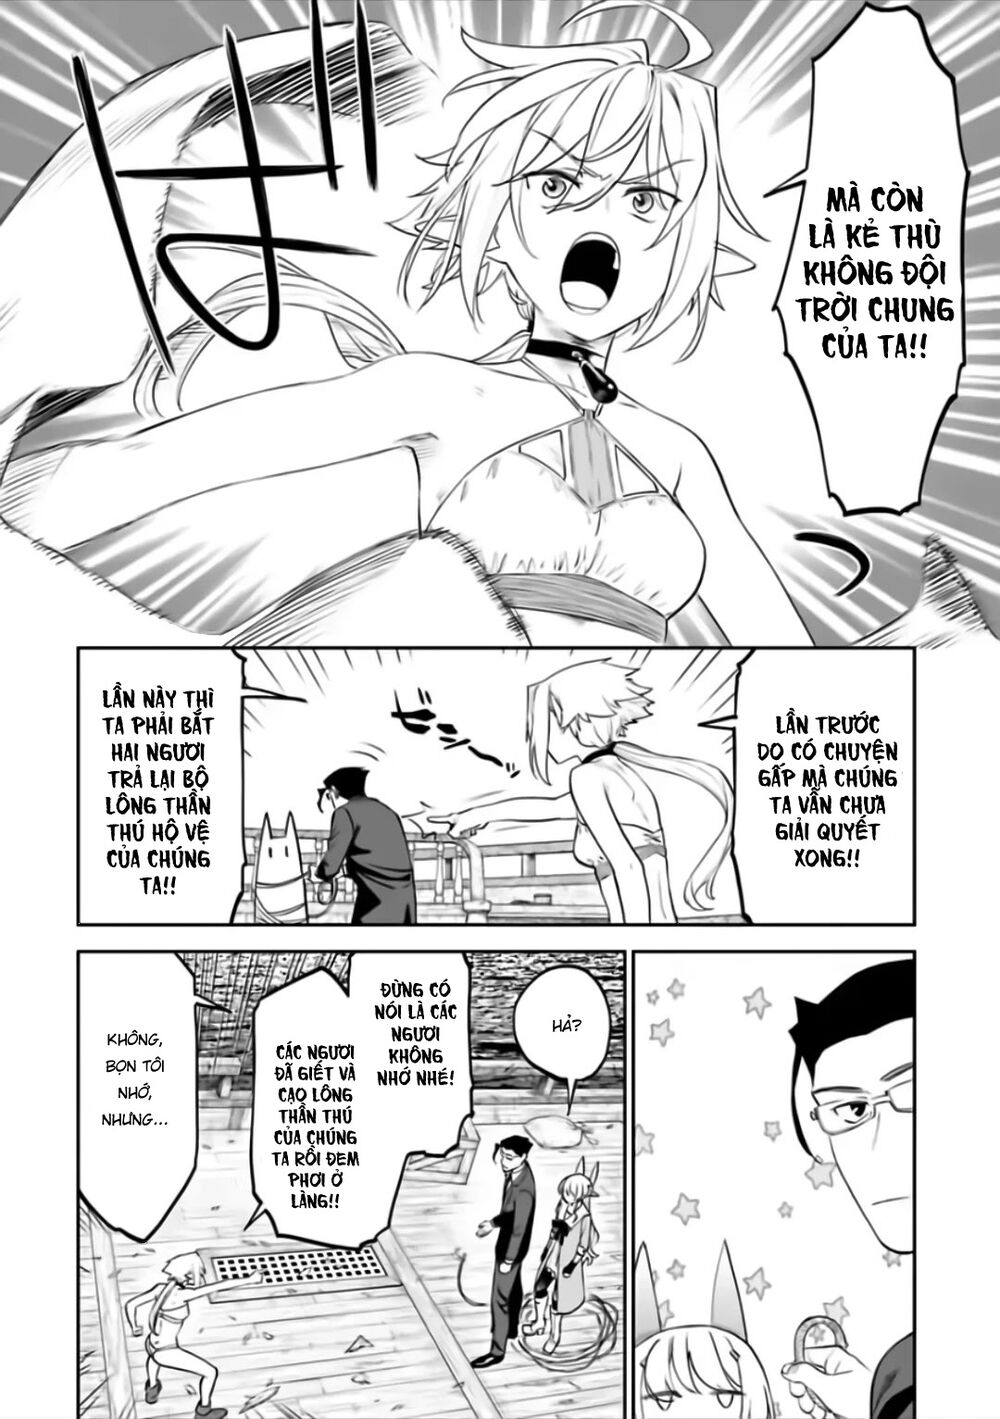 MÀ CÒN
LÀ KẺ THÙ
KHÔNG ĐỘI
TRỜI CHUNG
CỦA TA!!
ば
LẦN TRƯỚC
DO CÓ CHUYỆN
GẤP MÀ CHÚNG
TA VẪN CHƯA
GIẢI QUYẾT
XONG!!
LẦN NÀY THÌ
TA PHẢI BẮT
HAI NGƯƠI
TRẢ LẠI BỘ
LÔNG THẦN
THÚ HỘ VỆ
CỦA CHÚNG
TA!!
HẢ?
ĐỪNG CÓ
NÓI LÀ CÁC
NGƯƠI
KHÔNG
NHỚ NHÉ!
CÁC NGƯƠI
ĐÃ GIẾT VÀ
CẠO LÔNG
THẦN THÚ
CỦA CHÚNG
TA RỒI ĐEM
PHƠI Ở
LÀNG!!
KHÔNG,
BỌN TÔI
NHỚ,
NHƯNG...